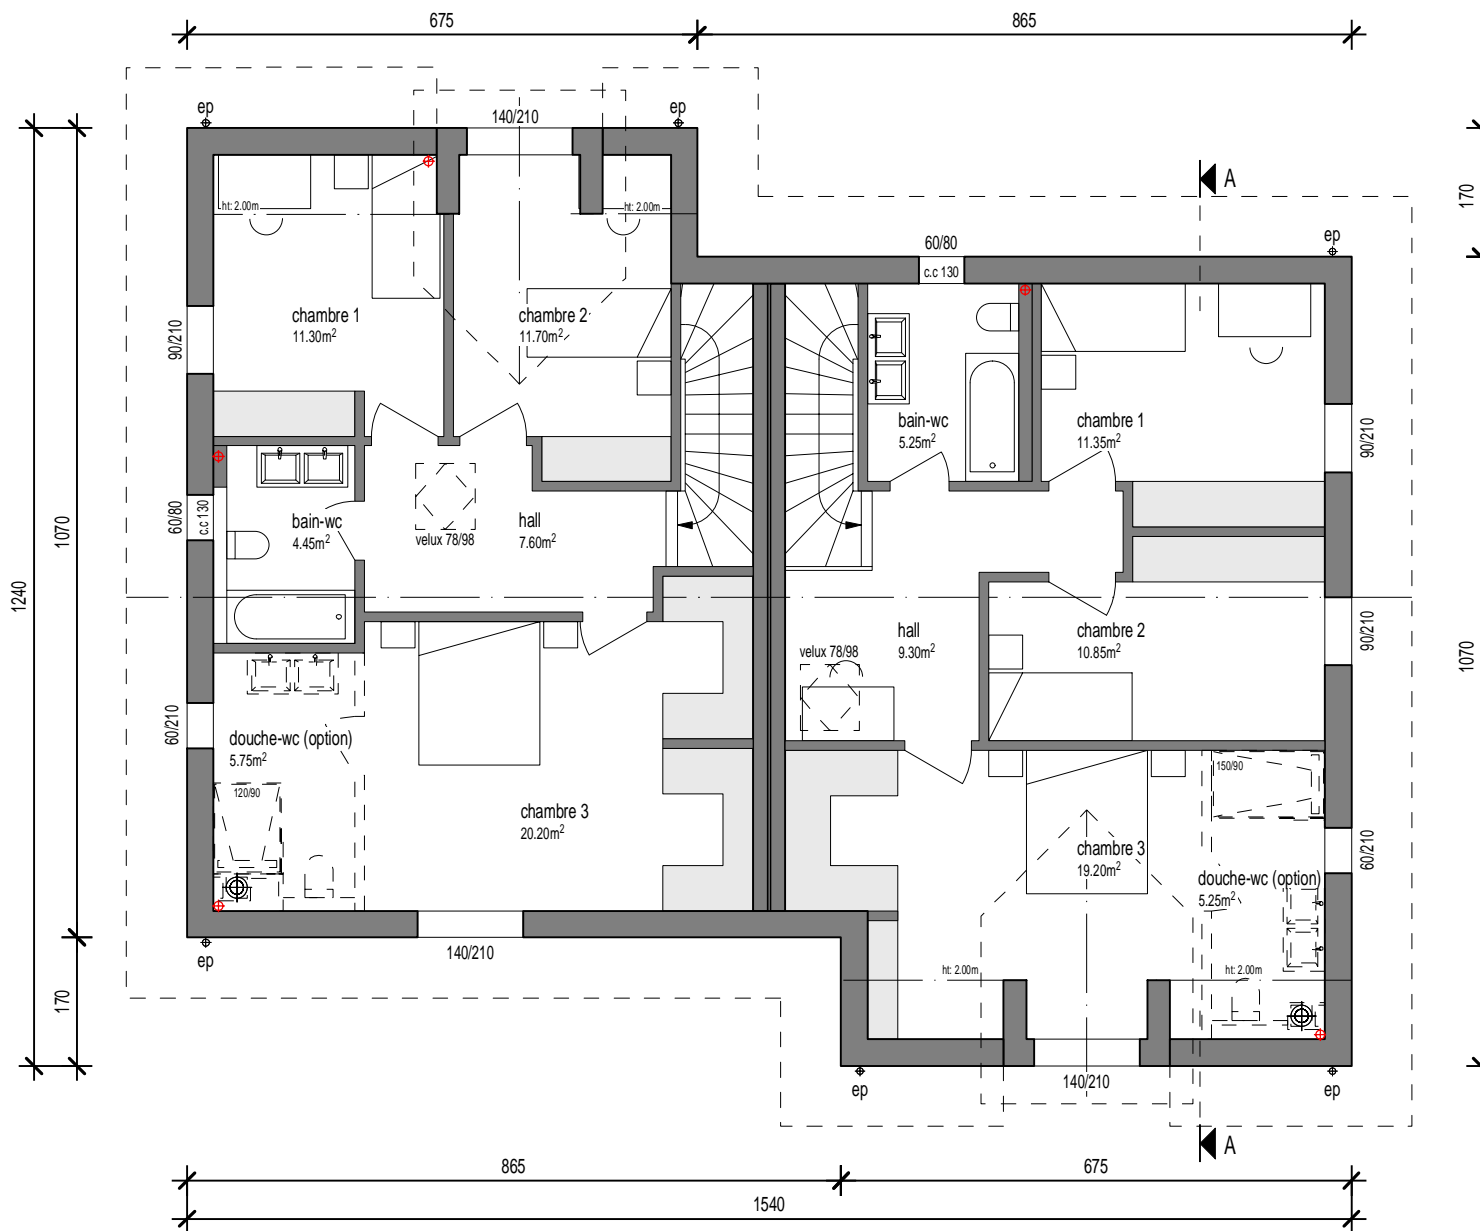 675
865
ep
140/210
ep
A
170
60/80
ep
c.c 130
ht: 2.00m
ht: 2.00m
chambre 1
11.30m²
chambre 2
11.70m²
90/210
bain-wc
5.25m²
chambre 1
11.35m²
90/210
60/80
c.c 130
bain-wc
4.45m²
velux 78/98
hall
7.60m²
1240
1070
hall
9.30m²
velux 78/98
chambre 2
10.85m²
90/210
1070
60/210
douche-wc (option)
5.75m²
120/90
chambre 3
20.20m²
150/90
chambre 3
19.20m²
60/210
douche-wc (option)
5.25m²
140/210
ep
ht: 2.00m
ht: 2.00m
170
ep
140/210
ep
A
865
675
1540